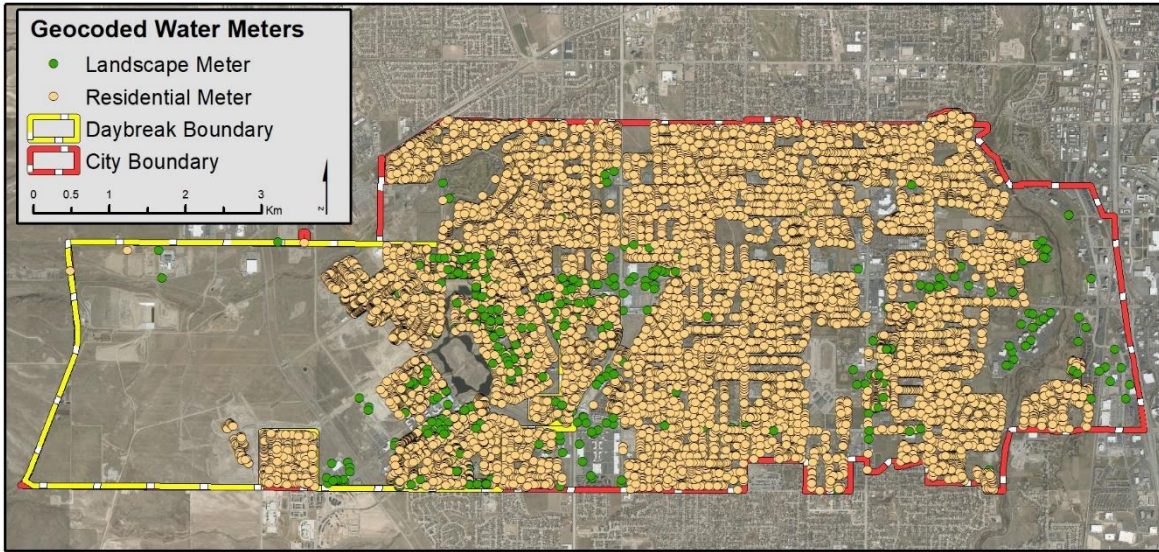 Geocoded Water Meters
Landscape Meter
Residential Meter
Daybreak Boundary
City Boundary
0 0.5 1 2 3
Km
z